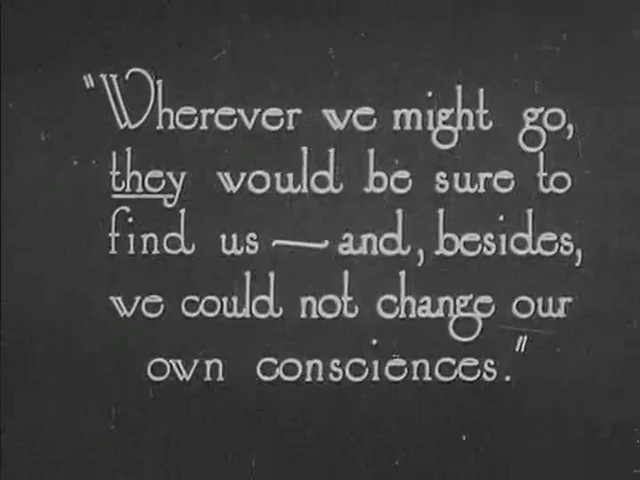 "Wherever we might go,
they would be sure to
find us — and, besides,
we could not change our
own consciences."